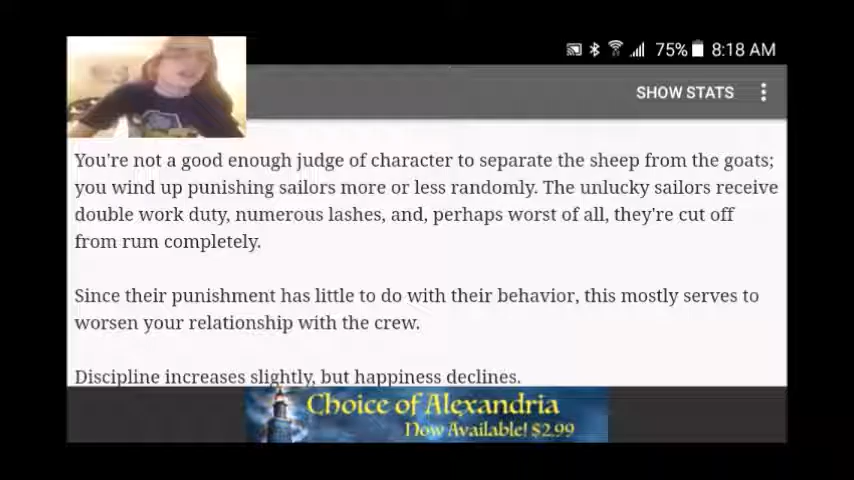 75% 8:18 AM
SHOW STATS
You're not a good enough judge of character to separate the sheep from the goats;
you wind up punishing sailors more or less randomly. The unlucky sailors receive
double work duty, numerous lashes, and, perhaps worst of all, they're cut off
from rum completely.
Since their punishment has little to do with their behavior, this mostly serves to
worsen your relationship with the crew.
Discipline increases slightly, but happiness declines.
Choice of Alexandria
Now Available! $2.99